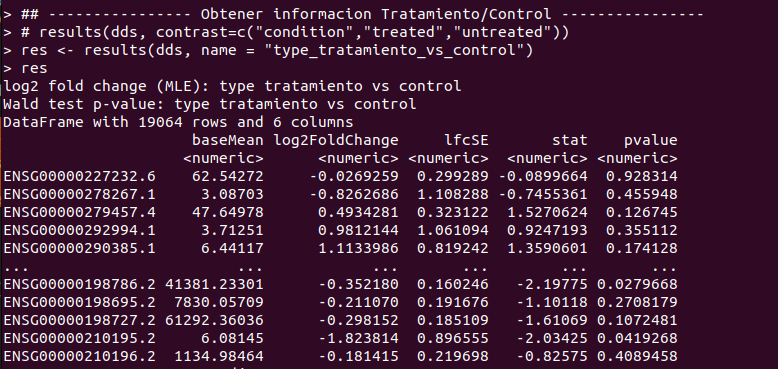 > ## ---------------- Obtener informacion Tratamiento/Control ----------------
> # results(dds, contrast=c("condition","treated","untreated"))
> res <- results(dds, name = "type_tratamiento_vs_control")
> res
log2 fold change (MLE): type tratamiento vs control
Wald test p-value: type tratamiento vs control
DataFrame with 19064 rows and 6 columns
baseMean log2FoldChange lfcSE stat pvalue
<numeric> <numeric> <numeric> <numeric> <numeric>
ENSG00000227232.6 62.54272 -0.0269259 0.299289 -0.0899664 0.928314
ENSG00000278267.1 3.08703 -0.8262686 1.108288 -0.7455361 0.455948
ENSG00000279457.4 47.64978 0.4934281 0.323122 1.5270624 0.126745
ENSG00000292994.1 3.71251 0.9812144 1.061094 0.9247193 0.355112
ENSG00000290385.1 6.44117 1.1133986 0.819242 1.3590601 0.174128
... ... ... ... ... ...
ENSG00000198786.2 41381.23301 -0.352180 0.160246 -2.19775 0.0279668
ENSG00000198695.2 7830.05709 -0.211070 0.191676 -1.10118 0.2708179
ENSG00000198727.2 61292.36036 -0.298152 0.185109 -1.61069 0.1072481
ENSG00000210195.2 6.08145 -1.823814 0.896555 -2.03425 0.0419268
ENSG00000210196.2 1134.98464 -0.181415 0.219698 -0.82575 0.4089458